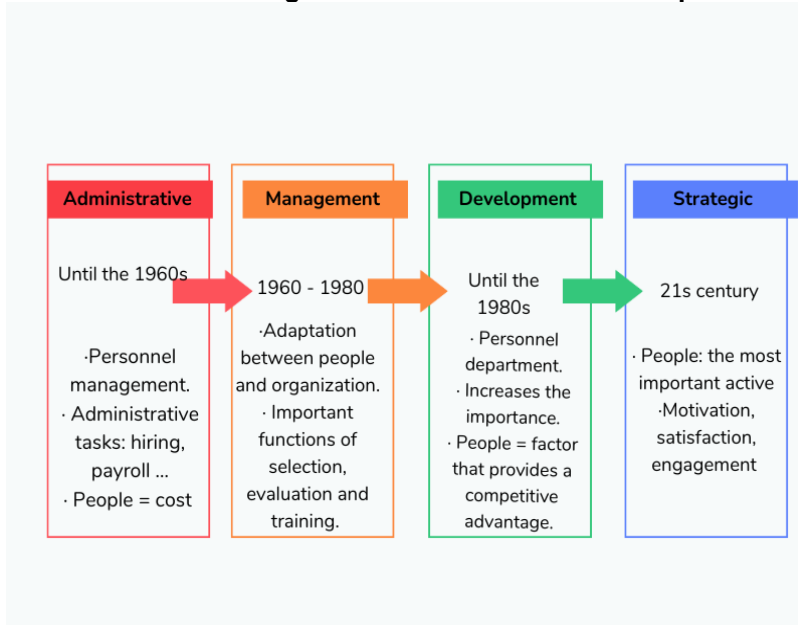 Administrative
Until the 1960s
·Personnel
management.
· Administrative
tasks: hiring,
payroll ...
· People = cost
Management
1960 - 1980
·Adaptation
between people
and organization.
· Important
functions of
selection,
evaluation and
training.
Development
Until the
1980s
· Personnel
department.
· Increases the
importance.
· People = factor
that provides a
competitive
advantage.
Strategic
21s century
· People: the most
important active
·Motivation,
satisfaction,
engagement